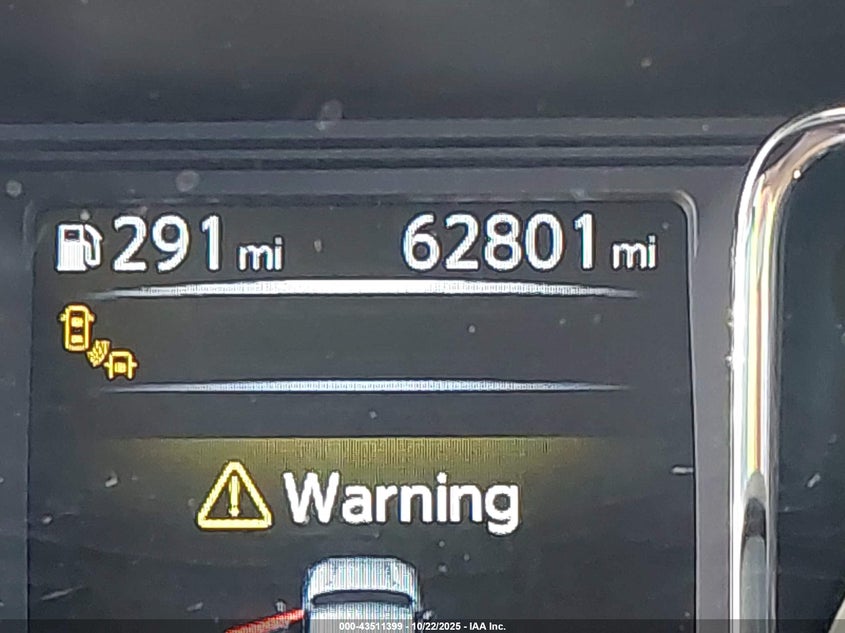 291 mi 62801 mi
Warning
000-43511399 - 10/22/2025 - IAA Inc.